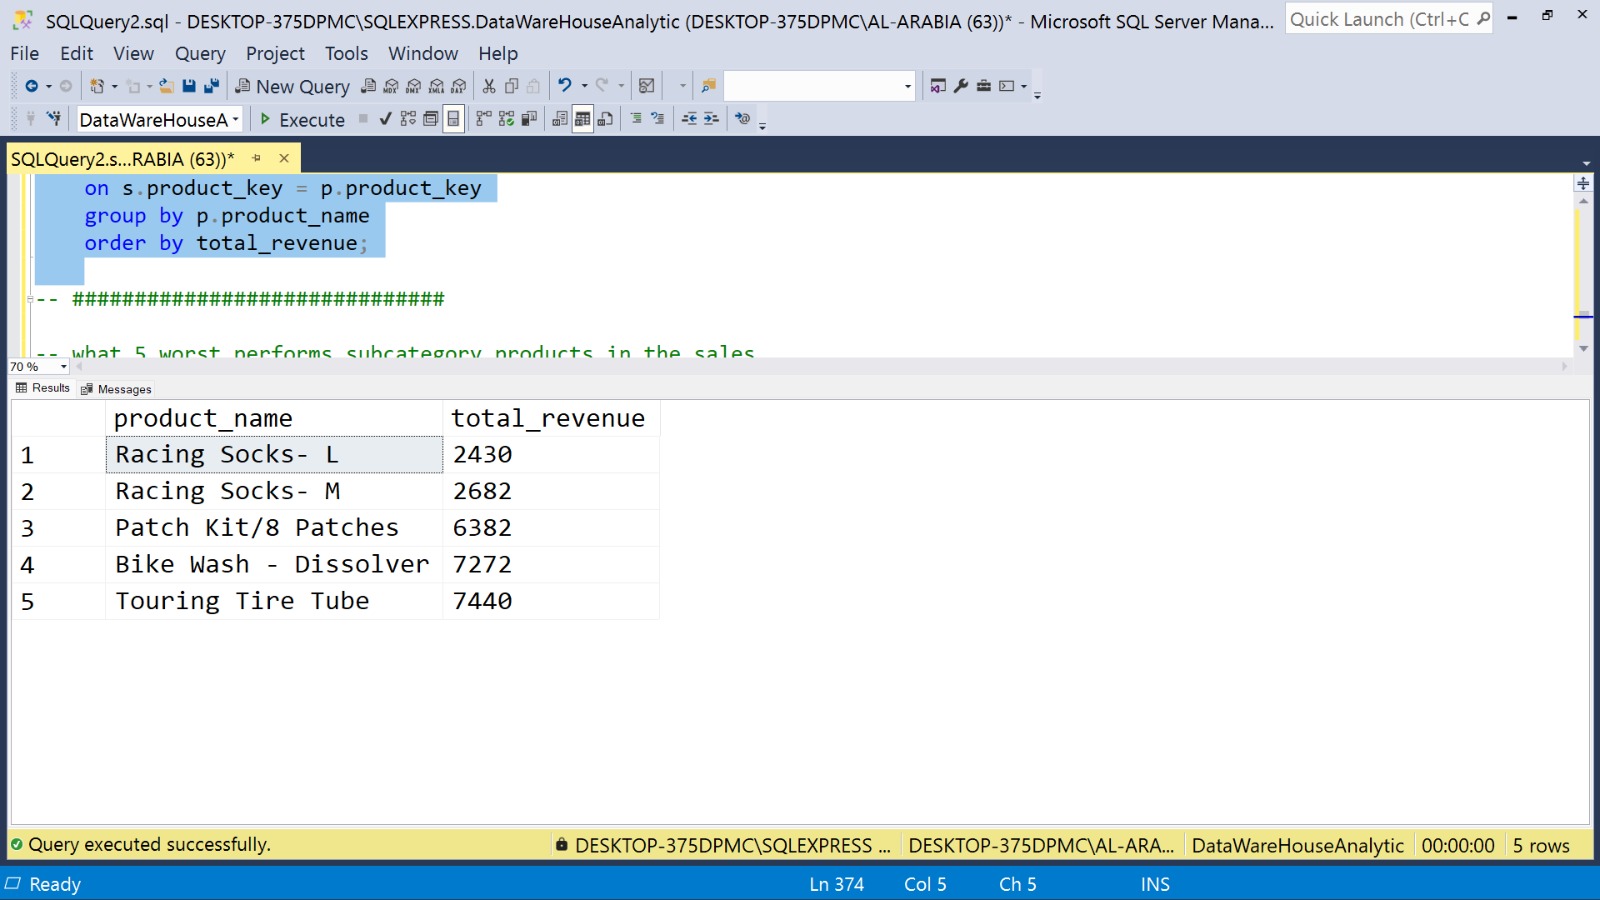 SQLQuery2.sql - DESKTOP-375DPMC\SQLEXPRESS.DataWareHouseAnalytic (DESKTOP-375DPMC\AL-ARABIA (63))* - Microsoft SQL Server Mana...
Quick Launch (Ctrl+C
File Edit View Query Project Tools Window Help
New Query
DataWareHouseA
Execute
SQLQuery2.s...RABIA (63))*
on s.product_key = p.product_key
group by p.product_name
order by total_revenue;
-- ##############################
-- what 5 worst performs subcategory products in the sales
70 %
Results Messages
product_name total_revenue
1 Racing Socks- L 2430
2 Racing Socks- M 2682
3 Patch Kit/8 Patches 6382
4 Bike Wash - Dissolver 7272
5 Touring Tire Tube 7440
Query executed successfully. DESKTOP-375DPMC\SQLEXPRESS ... DESKTOP-375DPMC\AL-ARA... DataWareHouseAnalytic 00:00:00 5 rows
Ready Ln 374 Col 5 Ch 5 INS